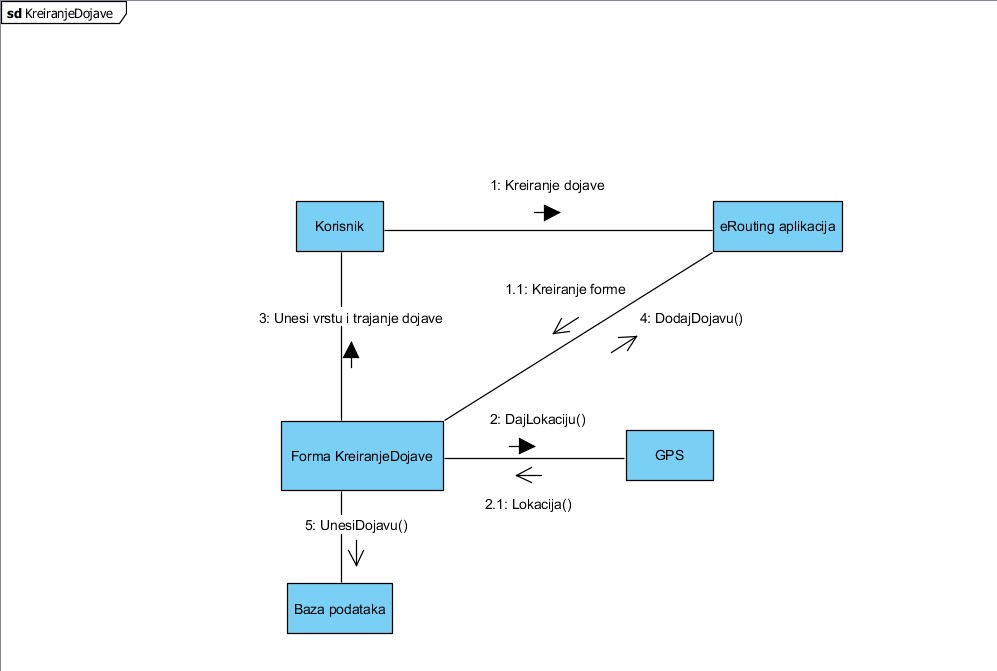 sd KreiranjeDojave
1: Kreiranje dojave
Korisnik
eRouting aplikacija
1.1: Kreiranje forme
3: Unesi vrstu i trajanje dojave
4: DodajDojavu()
2: DajLokaciju()
Forma KreiranjeDojave
GPS
2.1: Lokacija()
5: UnesiDojavu()
Baza podataka